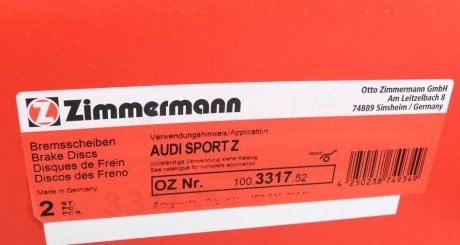 Zimmermann
Otto Zimmermann GmbH
Am Leitzelbach 8
74889 Sinsheim / Germany
Bremsscheiben
Brake Discs
Disques de Frein
Discos des Freno
Made in Germany
2 ST.
PC.
PCS.
Verwendungshinweis/Application
AUDI SPORT Z
Vollständige Verwendung siehe Katalog
See catalogue for complete application
OZ Nr. 100.3317.52
4 250238 749349